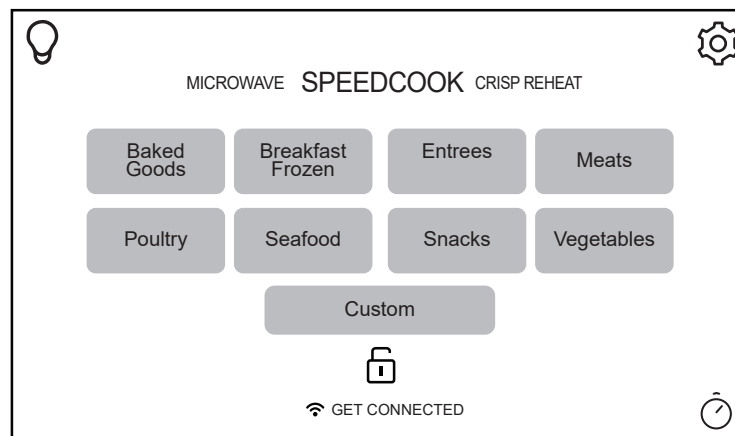 MICROWAVE SPEEDCOOK CRISP REHEAT
Baked
Goods
Breakfast
Frozen
Entrees
Meats
Poultry
Seafood
Snacks
Vegetables
Custom
GET CONNECTED